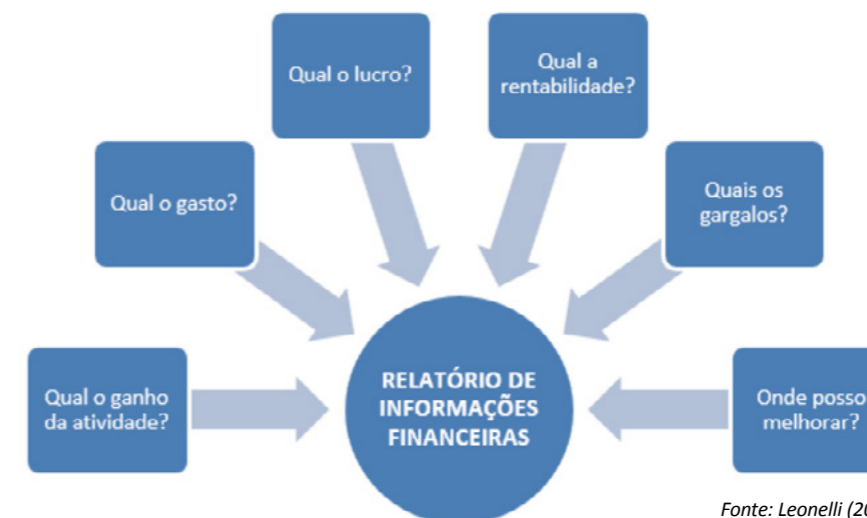 Qual o lucro?
Qual a
rentabilidade?
Qual o gasto?
Quais os
gargalos?
Qual o ganho
da atividade?
RELATÓRIO DE
INFORMAÇÕES
FINANCEIRAS
Onde posso
melhorar?
Fonte: Leonelli